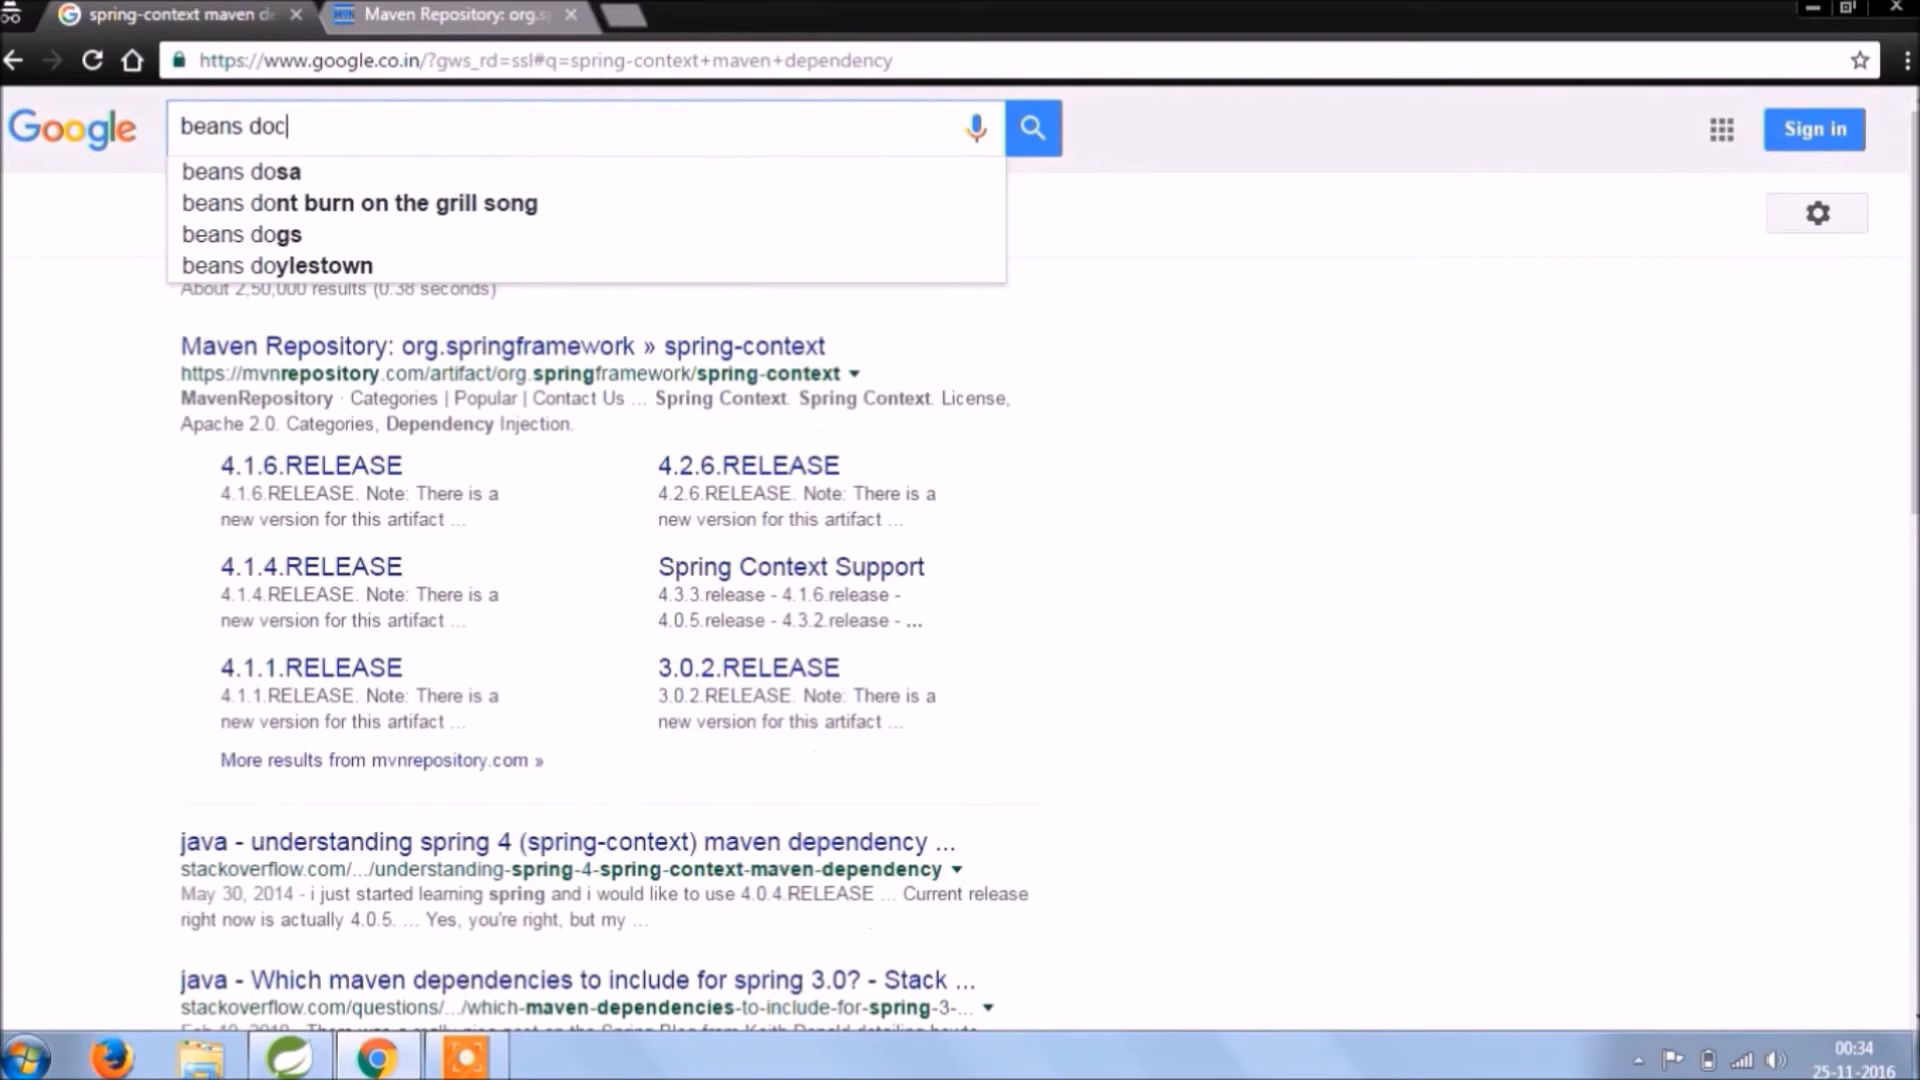 spring-context maven de
Maven Repository: org.s
https://www.google.co.in/?gws_rd=ssl#q=spring-context+maven+dependency
Google
beans doc
Sign in
beans dosa
beans dont burn on the grill song
beans dogs
beans doylestown
About 2,50,000 results (0.38 seconds)
Maven Repository: org.springframework » spring-context
https://mvnrepository.com/artifact/org.springframework/spring-context
MavenRepository · Categories | Popular | Contact Us ... Spring Context. Spring Context. License,
Apache 2.0. Categories, Dependency Injection.
4.1.6.RELEASE
4.1.6.RELEASE. Note: There is a
new version for this artifact ...
4.2.6.RELEASE
4.2.6.RELEASE. Note: There is a
new version for this artifact ...
4.1.4.RELEASE
4.1.4.RELEASE. Note: There is a
new version for this artifact ...
Spring Context Support
4.3.3.release - 4.1.6.release -
4.0.5.release - 4.3.2.release - ...
4.1.1.RELEASE
4.1.1.RELEASE. Note: There is a
new version for this artifact ...
3.0.2.RELEASE
3.0.2.RELEASE. Note: There is a
new version for this artifact ...
More results from mvnrepository.com »
java - understanding spring 4 (spring-context) maven dependency ...
stackoverflow.com/.../understanding-spring-4-spring-context-maven-dependency
May 30, 2014 - i just started learning spring and i would like to use 4.0.4.RELEASE ... Current release
right now is actually 4.0.5. ... Yes, you're right, but my ...
java - Which maven dependencies to include for spring 3.0? - Stack ...
stackoverflow.com/questions/.../which-maven-dependencies-to-include-for-spring-3-...
00:34
25-11-2016